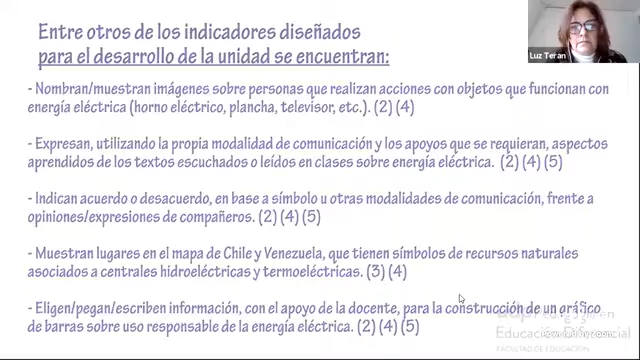 Entre otros de los indicadores diseñados
para el desarrollo de la unidad se encuentran:
Luz Teran
- Nombran/muestran imágenes sobre personas que realizan acciones con objetos que funcionan con
energía eléctrica (horno eléctrico, plancha, televisor, etc.). (2) (4)
- Expresan, utilizando la propia modalidad de comunicación y los apoyos que se requieran, aspectos
aprendidos de los textos escuchados o leídos en clases sobre energía eléctrica. (2) (4) (5)
- Indican acuerdo o desacuerdo, en base a símbolo u otras modalidades de comunicación, frente a
opiniones/expresiones de compañeros. (2) (4) (5)
- Muestran lugares en el mapa de Chile y Venezuela, que tienen símbolos de recursos naturales
asociados a centrales hidroeléctricas y termoeléctricas. (3) (4)
- Eligen/pegan/escriben información, con el apoyo de la docente, para la construcción de un gráfico
de barras sobre uso responsable de la energía eléctrica. (2) (4) (5)
Educación Diferencial
FACULTAD DE EDUCACIÓN